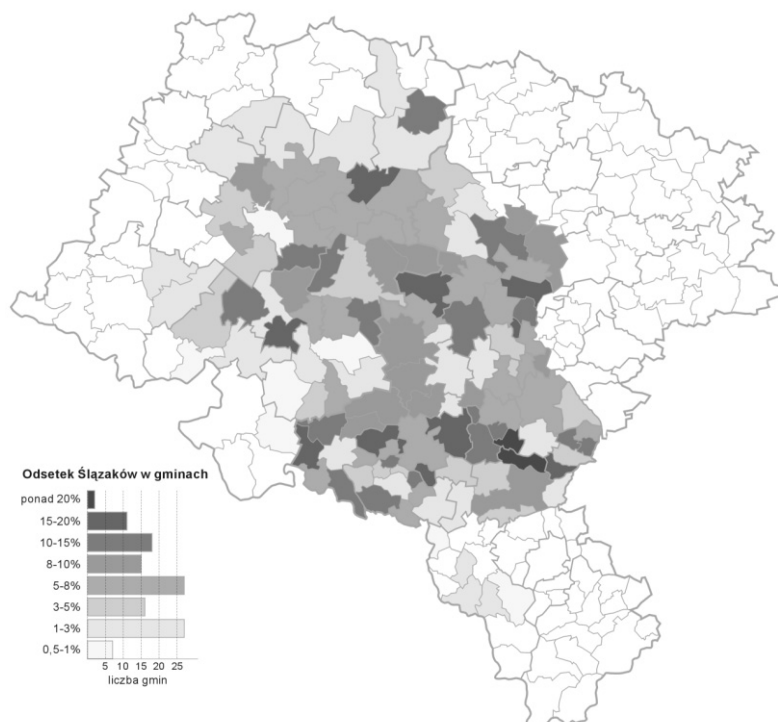 Odsetek Ślązaków w gminach
ponad 20%
15-20%
10-15%
8-10%
5-8%
3-5%
1-3%
0,5-1%
5 10 15 20 25
liczba gmin